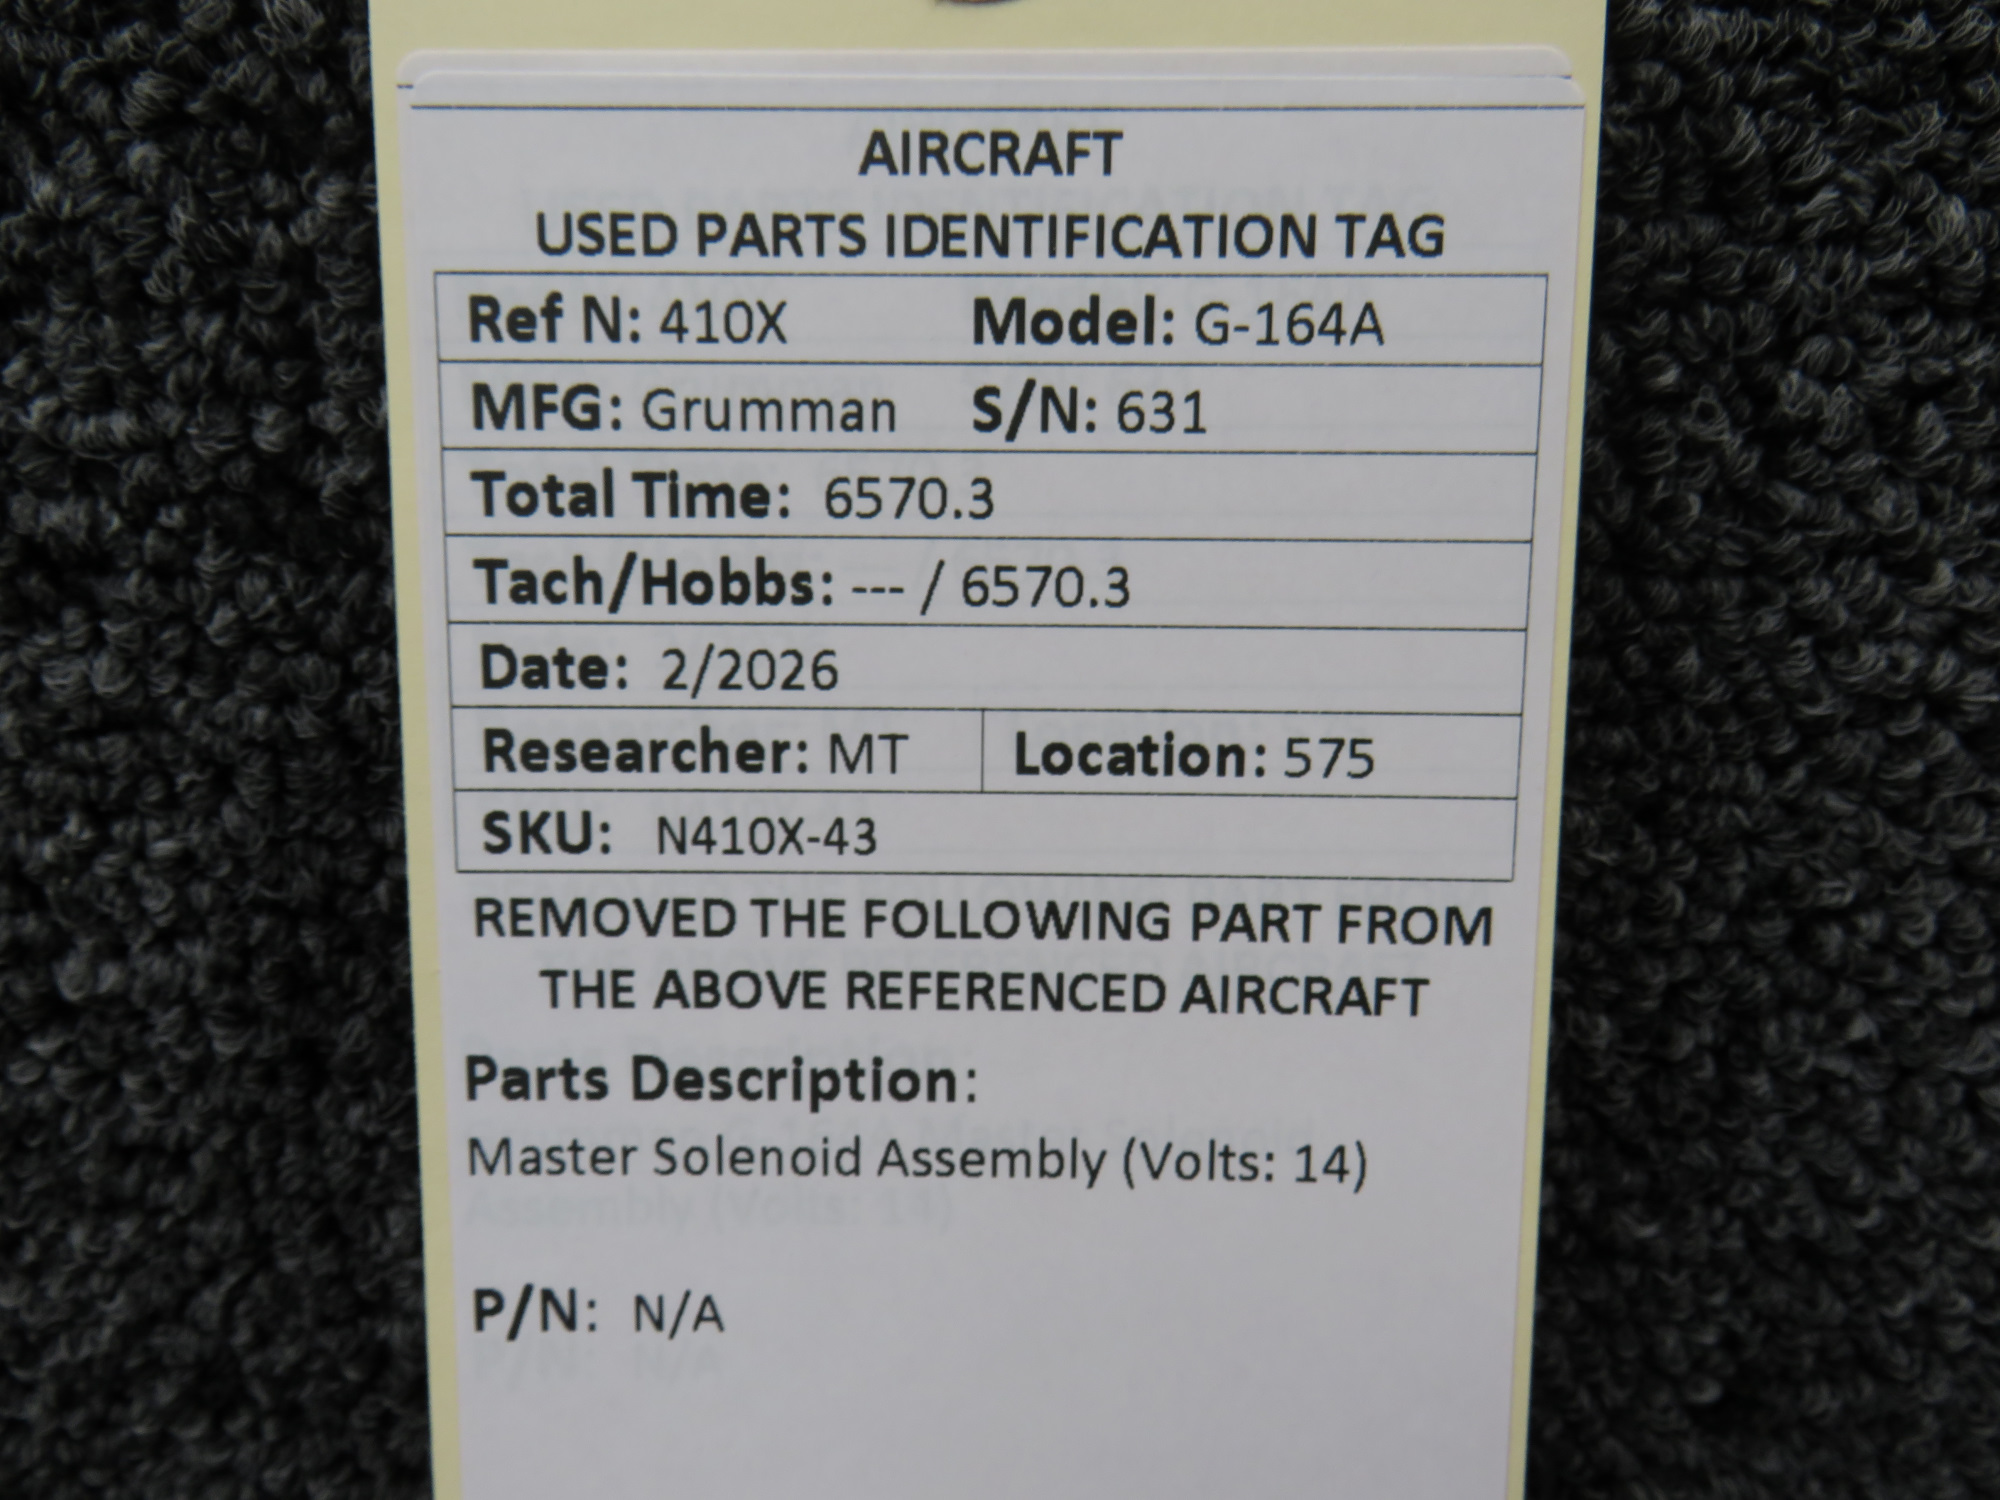 AIRCRAFT
USED PARTS IDENTIFICATION TAG
Ref N: 410X Model: G-164A
MFG: Grumman S/N: 631
Total Time: 6570.3
Tach/Hobbs: --- / 6570.3
Date: 2/2026
Researcher: MT Location: 575
SKU: N410X-43
REMOVED THE FOLLOWING PART FROM
THE ABOVE REFERENCED AIRCRAFT
Parts Description:
Master Solenoid Assembly (Volts: 14)
P/N: N/A